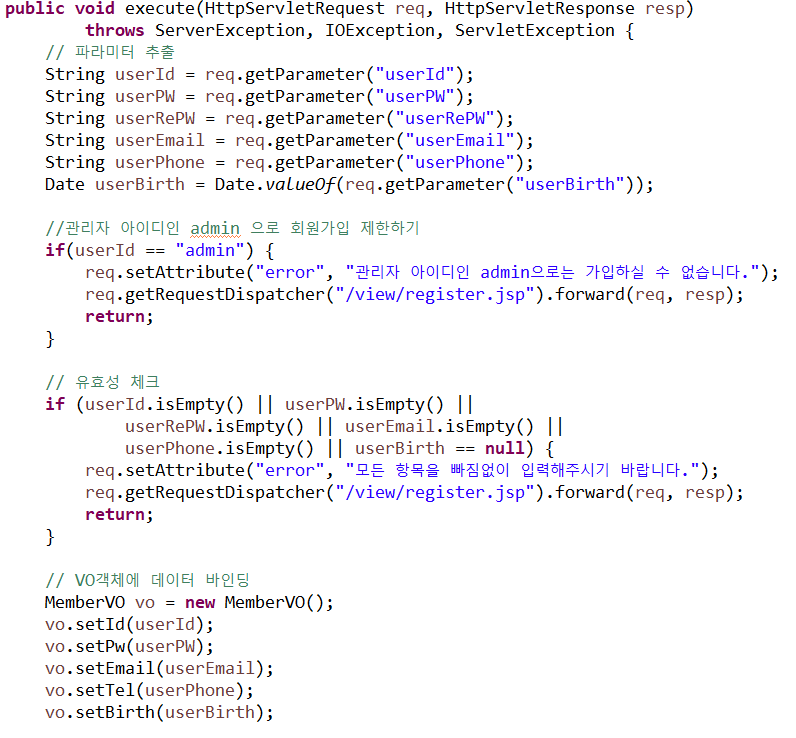 public void execute(HttpServletRequest req, HttpServletResponse resp)
throws ServerException, IOException, ServletException {
// 파라미터 추출
String userId = req.getParameter("userId");
String userPW = req.getParameter("userPW");
String userRePW = req.getParameter("userRePW");
String userEmail = req.getParameter("userEmail");
String userPhone = req.getParameter("userPhone");
Date userBirth = Date.valueOf(req.getParameter("userBirth"));
//관리자 아이디인 admin 으로 회원가입 제한하기
if(userId == "admin") {
req.setAttribute("error", "관리자 아이디인 admin으로는 가입하실 수 없습니다.");
req.getRequestDispatcher("/view/register.jsp").forward(req, resp);
return;
}
// 유효성 체크
if (userId.isEmpty() || userPW.isEmpty() ||
userRePW.isEmpty() || userEmail.isEmpty() ||
userPhone.isEmpty() || userBirth == null) {
req.setAttribute("error", "모든 항목을 빠짐없이 입력해주시기 바랍니다.");
req.getRequestDispatcher("/view/register.jsp").forward(req, resp);
return;
}
// VO객체에 데이터 바인딩
MemberVO vo = new MemberVO();
vo.setId(userId);
vo.setPw(userPW);
vo.setEmail(userEmail);
vo.setTel(userPhone);
vo.setBirth(userBirth);